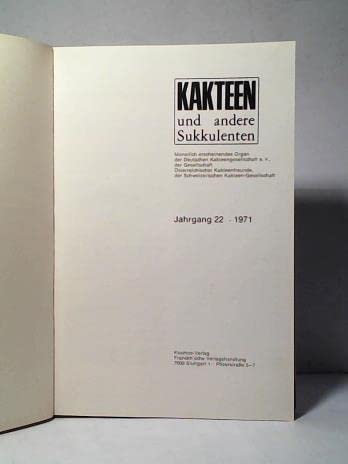 KAKTEEN
und andere
Sukkulenten
Monatlich erscheinendes Organ
der Deutschen Kakteengesellschaft e. V.,
der Gesellschaft
Österreichischer Kakteenfreunde,
der Schweizerischen Kakteen-Gesellschaft
Jahrgang 22 · 1971
Kosmos-Verlag
Franckh'sche Verlagshandlung
7000 Stuttgart 1 · Pfizerstraße 5–7